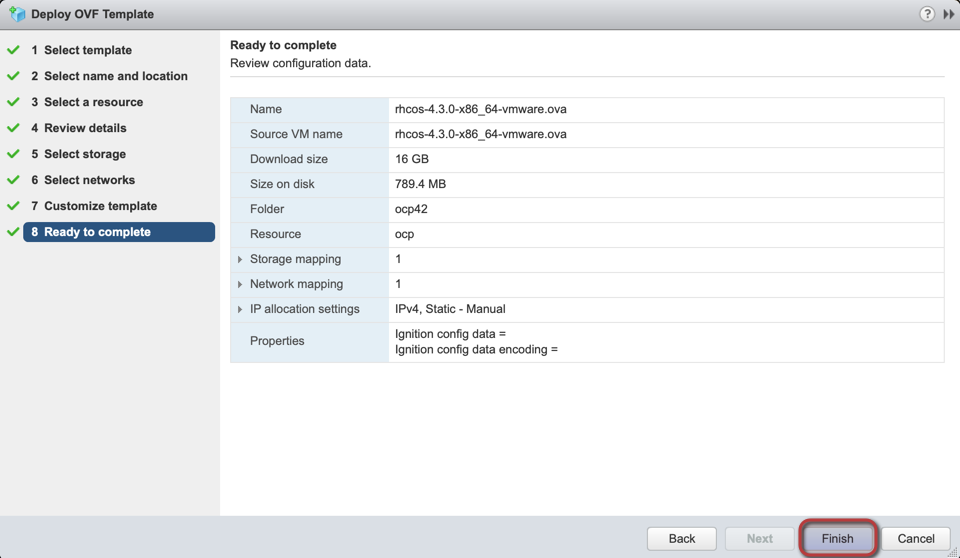 Deploy OVF Template
?
1 Select template
2 Select name and location
3 Select a resource
4 Review details
5 Select storage
6 Select networks
7 Customize template
8 Ready to complete
Ready to complete
Review configuration data.
Name rhcos-4.3.0-x86_64-vmware.ova
Source VM name rhcos-4.3.0-x86_64-vmware.ova
Download size 16 GB
Size on disk 789.4 MB
Folder ocp42
Resource ocp
Storage mapping 1
Network mapping 1
IP allocation settings IPv4, Static - Manual
Properties Ignition config data =
Ignition config data encoding =
Back Next Finish Cancel